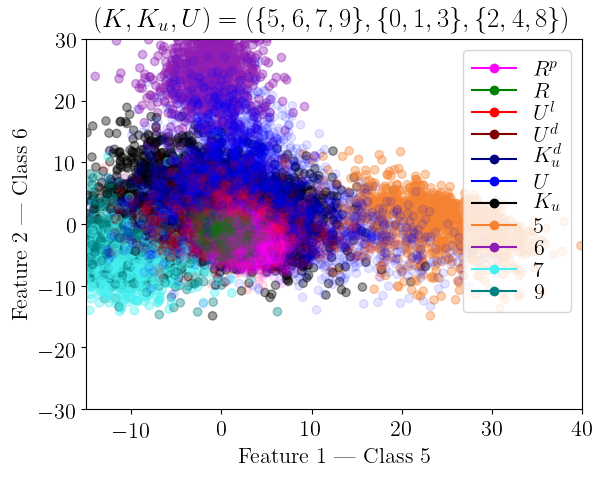 (K, K_u, U) = ({5, 6, 7, 9}, {0, 1, 3}, {2, 4, 8})
30
20
10
0
−10
−20
−30
Feature 2 — Class 6
R^p
R
U^l
U^d
K_u^d
U
K_u
5
6
7
9
−10
0
10
20
30
40
Feature 1 — Class 5